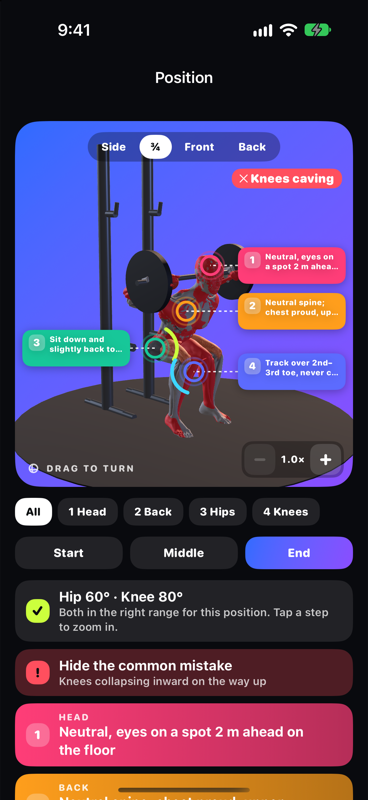 9:41
Position
Side ¾ Front Back
Knees caving
1 Neutral, eyes on
a spot 2 m ahea...
2 Neutral spine;
chest proud, up...
3 Sit down and
slightly back to...
4 Track over 2nd–
3rd toe, never c...
DRAG TO TURN
1.0×
All 1 Head 2 Back 3 Hips 4 Knees
Start Middle End
Hip 60° · Knee 80°
Both in the right range for this position. Tap a step
to zoom in.
Hide the common mistake
Knees collapsing inward on the way up
HEAD
1 Neutral, eyes on a spot 2 m ahead on
the floor
BACK